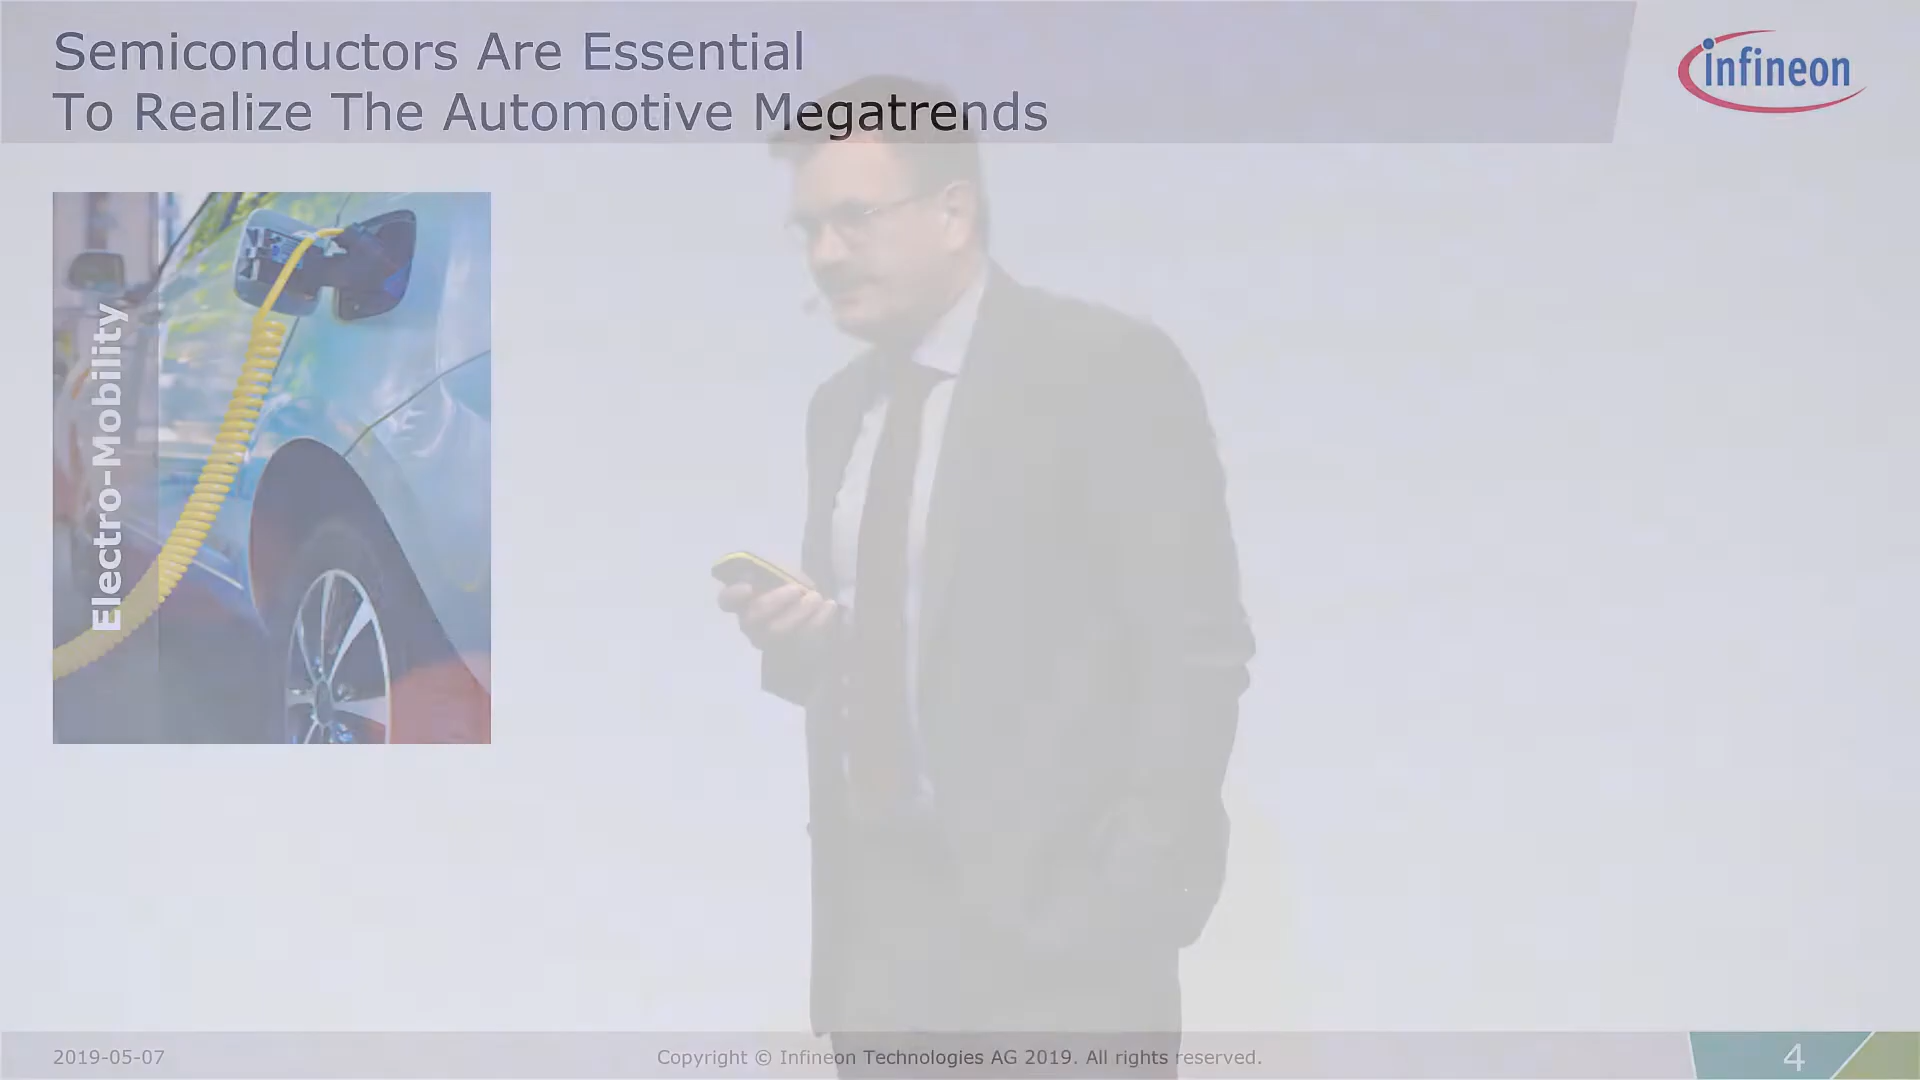 Semiconductors Are Essential
To Realize The Automotive Megatrends
infineon
Electro-Mobility
2019-05-07
Copyright © Infineon Technologies AG 2019. All rights reserved.
4